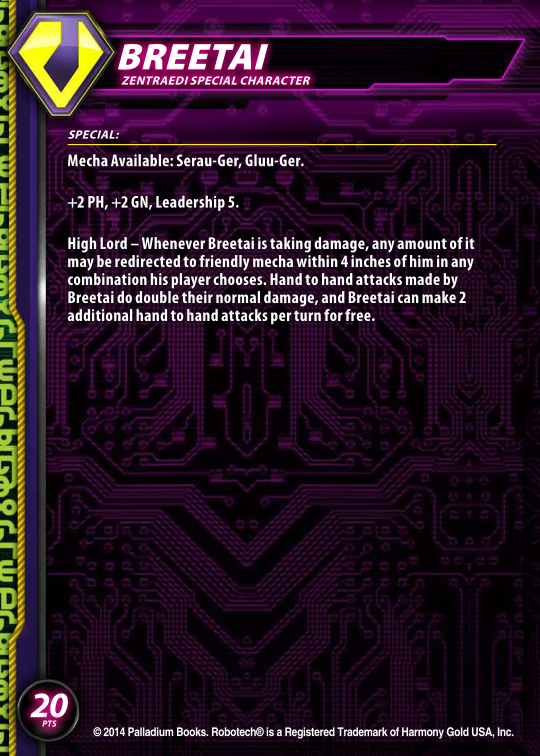 BREETAI
ZENTRAEDI SPECIAL CHARACTER
SPECIAL:
Mecha Available: Serau-Ger, Gluu-Ger.
+2 PH, +2 GN, Leadership 5.
High Lord – Whenever Breetai is taking damage, any amount of it
may be redirected to friendly mecha within 4 inches of him in any
combination his player chooses. Hand to hand attacks made by
Breetai do double their normal damage, and Breetai can make 2
additional hand to hand attacks per turn for free.
20
PTS
© 2014 Palladium Books. Robotech® is a Registered Trademark of Harmony Gold USA, Inc.